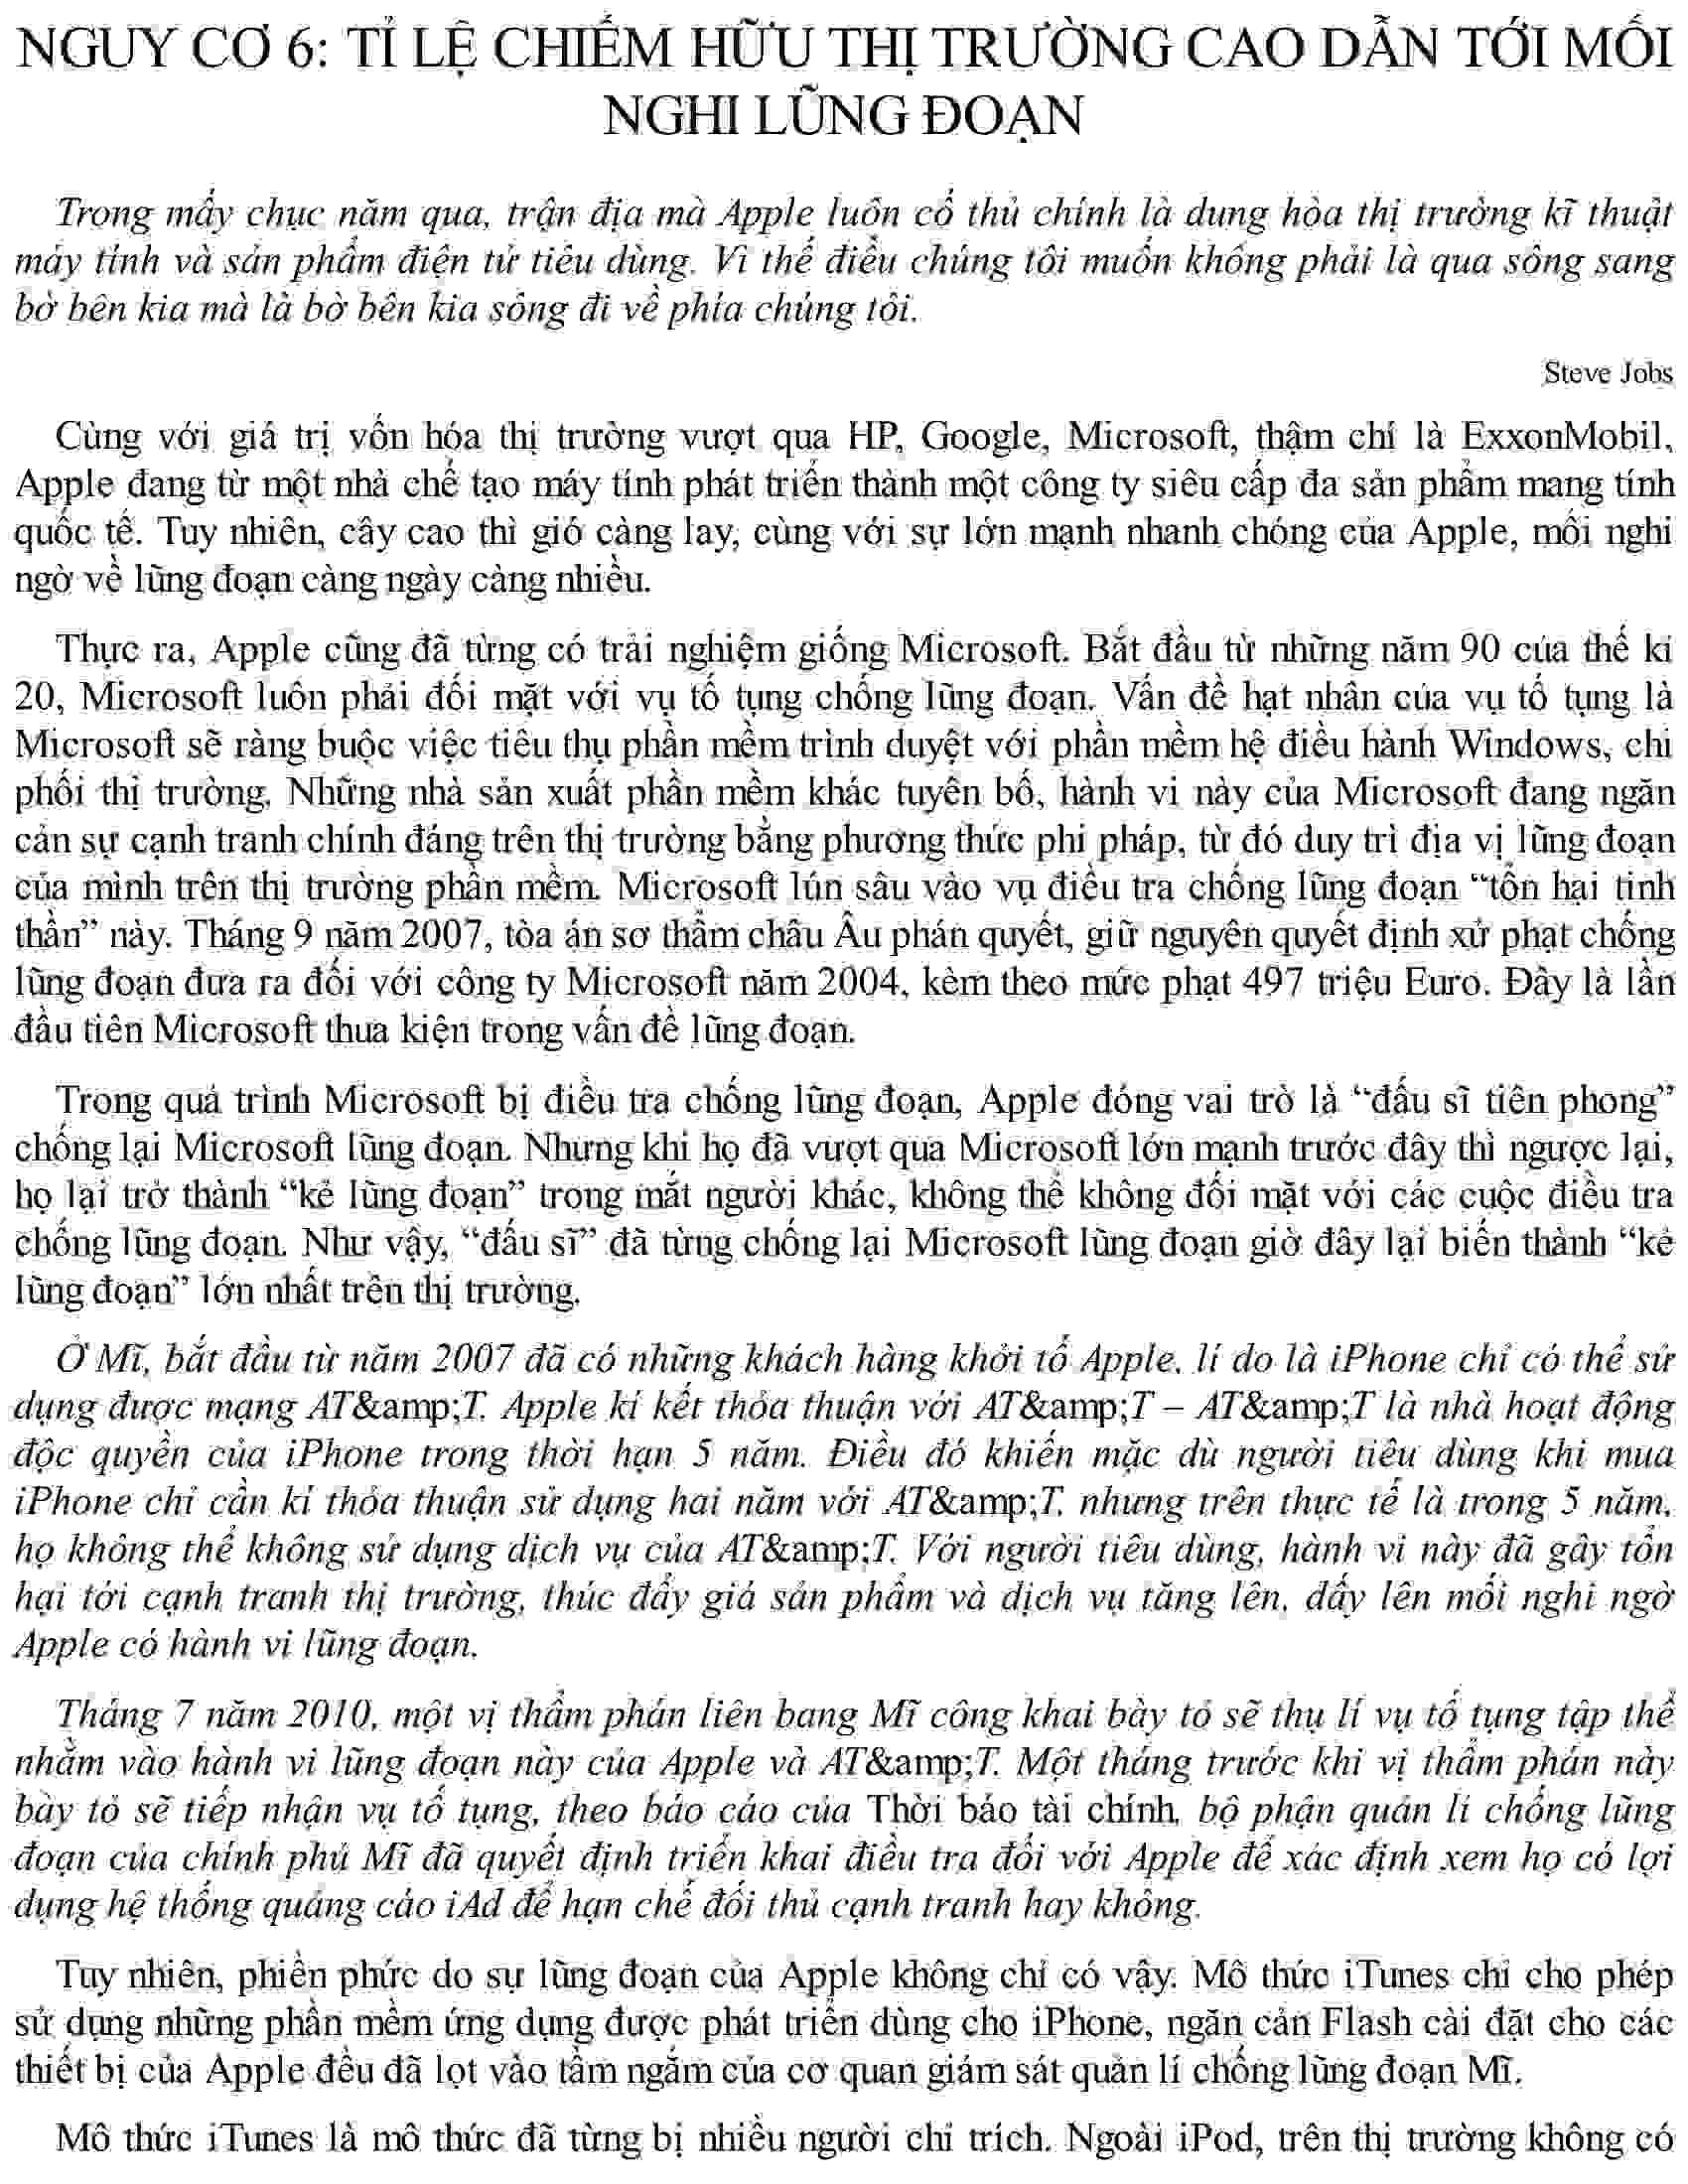 NGUY CƠ 6: TỈ LỆ CHIẾM HỮU THỊ TRƯỜNG CAO DẪN TỚI MỐI
NGHI LŨNG ĐOẠN
Trong mấy chục năm qua, trận địa mà Apple luôn cố thủ chính là dung hòa thị trường kĩ thuật
máy tính và sản phẩm điện tử tiêu dùng. Vì thế điều chúng tôi muốn không phải là qua sông sang
bờ bên kia mà là bờ bên kia sông đi về phía chúng tôi.
Steve Jobs
Cùng với giá trị vốn hóa thị trường vượt qua HP, Google, Microsoft, thậm chí là ExxonMobil,
Apple đang từ một nhà chế tạo máy tính phát triển thành một công ty siêu cấp đa sản phẩm mang tính
quốc tế. Tuy nhiên, cây cao thì gió càng lay, cùng với sự lớn mạnh nhanh chóng của Apple, mối nghi
ngờ về lũng đoạn càng ngày càng nhiều.
Thực ra, Apple cũng đã từng có trải nghiệm giống Microsoft. Bắt đầu từ những năm 90 của thế kỉ
20, Microsoft luôn phải đối mặt với vụ tố tụng chống lũng đoạn. Vấn đề hạt nhân của vụ tố tụng là
Microsoft sẽ ràng buộc việc tiêu thụ phần mềm trình duyệt với phần mềm hệ điều hành Windows, chi
phối thị trường. Những nhà sản xuất phần mềm khác tuyên bố, hành vi này của Microsoft đang ngăn
cản sự cạnh tranh chính đáng trên thị trường bằng phương thức phi pháp, từ đó duy trì địa vị lũng đoạn
của mình trên thị trường phần mềm. Microsoft lún sâu vào vụ điều tra chống lũng đoạn “tổn hại tinh
thần” này. Tháng 9 năm 2007, tòa án sơ thẩm châu Âu phán quyết, giữ nguyên quyết định xử phạt chống
lũng đoạn đưa ra đối với công ty Microsoft năm 2004, kèm theo mức phạt 497 triệu Euro. Đây là lần
đầu tiên Microsoft thua kiện trong vấn đề lũng đoạn.
Trong quá trình Microsoft bị điều tra chống lũng đoạn, Apple đóng vai trò là “đấu sĩ tiên phong”
chống lại Microsoft lũng đoạn. Nhưng khi họ đã vượt qua Microsoft lớn mạnh trước đây thì ngược lại,
họ lại trở thành “kẻ lũng đoạn” trong mắt người khác, không thể không đối mặt với các cuộc điều tra
chống lũng đoạn. Như vậy, “đấu sĩ” đã từng chống lại Microsoft lũng đoạn giờ đây lại biến thành “kẻ
lũng đoạn” lớn nhất trên thị trường.
Ở Mĩ, bắt đầu từ năm 2007 đã có những khách hàng khởi tố Apple, lí do là iPhone chỉ có thể sử
dụng được mạng AT&amp;T. Apple kí kết thỏa thuận với AT&amp;T – AT&amp;T là nhà hoạt động
độc quyền của iPhone trong thời hạn 5 năm. Điều đó khiến mặc dù người tiêu dùng khi mua
iPhone chỉ cần kí thỏa thuận sử dụng hai năm với AT&amp;T, nhưng trên thực tế là trong 5 năm,
họ không thể không sử dụng dịch vụ của AT&amp;T. Với người tiêu dùng, hành vi này đã gây tổn
hại tới cạnh tranh thị trường, thúc đẩy giá sản phẩm và dịch vụ tăng lên, dấy lên mối nghi ngờ
Apple có hành vi lũng đoạn.
Tháng 7 năm 2010, một vị thẩm phán liên bang Mĩ công khai bày tỏ sẽ thụ lí vụ tố tụng tập thể
nhằm vào hành vi lũng đoạn này của Apple và AT&amp;T. Một tháng trước khi vị thẩm phán này
bày tỏ sẽ tiếp nhận vụ tố tụng, theo báo cáo của Thời báo tài chính, bộ phận quản lí chống lũng
đoạn của chính phủ Mĩ đã quyết định triển khai điều tra đối với Apple để xác định xem họ có lợi
dụng hệ thống quảng cáo iAd để hạn chế đối thủ cạnh tranh hay không.
Tuy nhiên, phiền phức do sự lũng đoạn của Apple không chỉ có vậy. Mô thức iTunes chỉ cho phép
sử dụng những phần mềm ứng dụng được phát triển dùng cho iPhone, ngăn cản Flash cài đặt cho các
thiết bị của Apple đều đã lọt vào tầm ngắm của cơ quan giám sát quản lí chống lũng đoạn Mĩ.
Mô thức iTunes là mô thức đã từng bị nhiều người chỉ trích. Ngoài iPod, trên thị trường không có